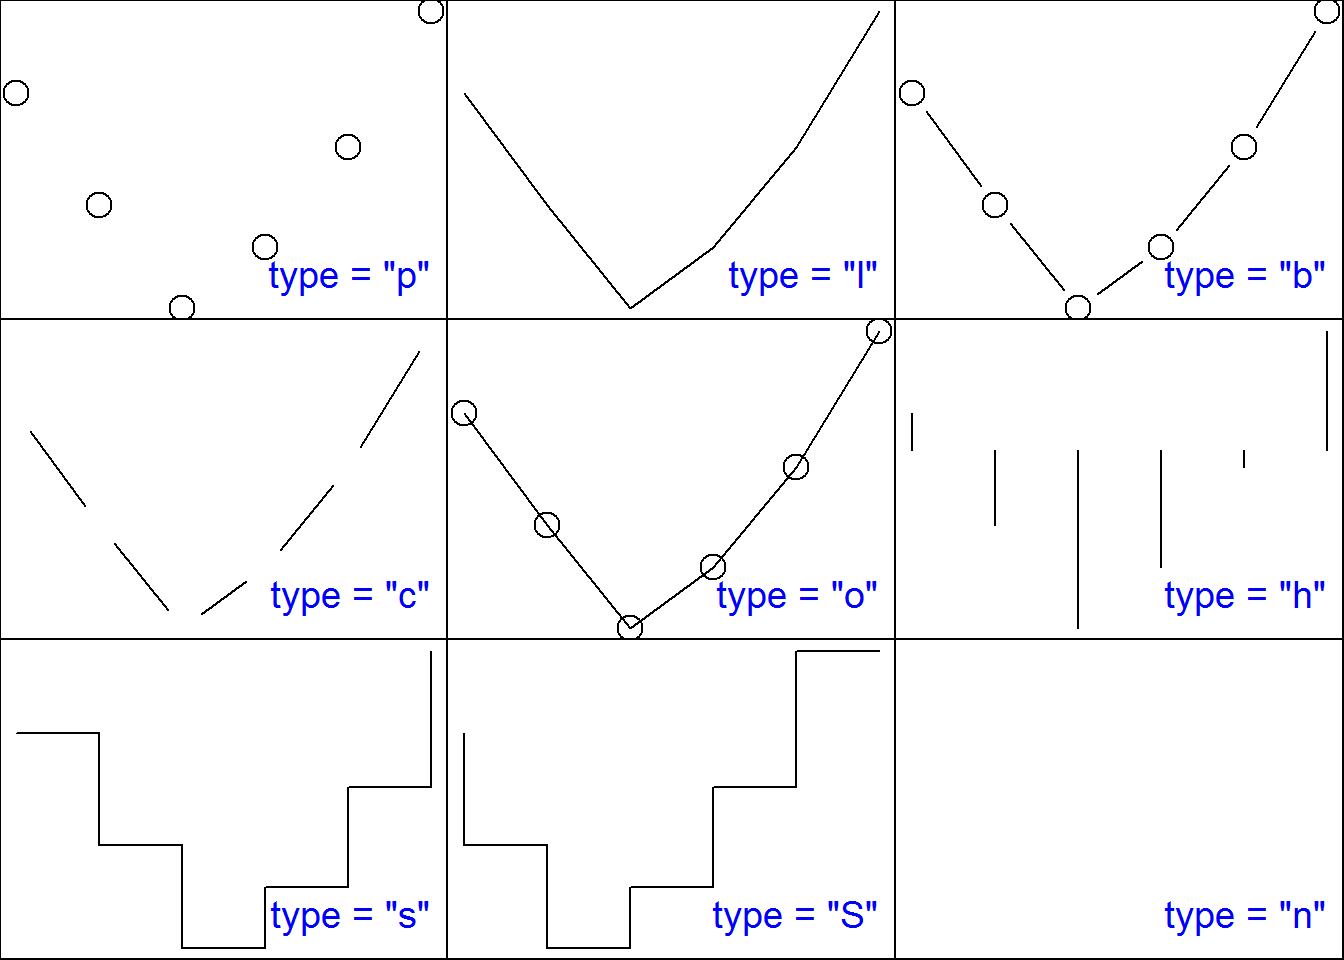 type = "p"
type = "l"
type = "b"
type = "c"
type = "o"
type = "h"
type = "s"
type = "S"
type = "n"